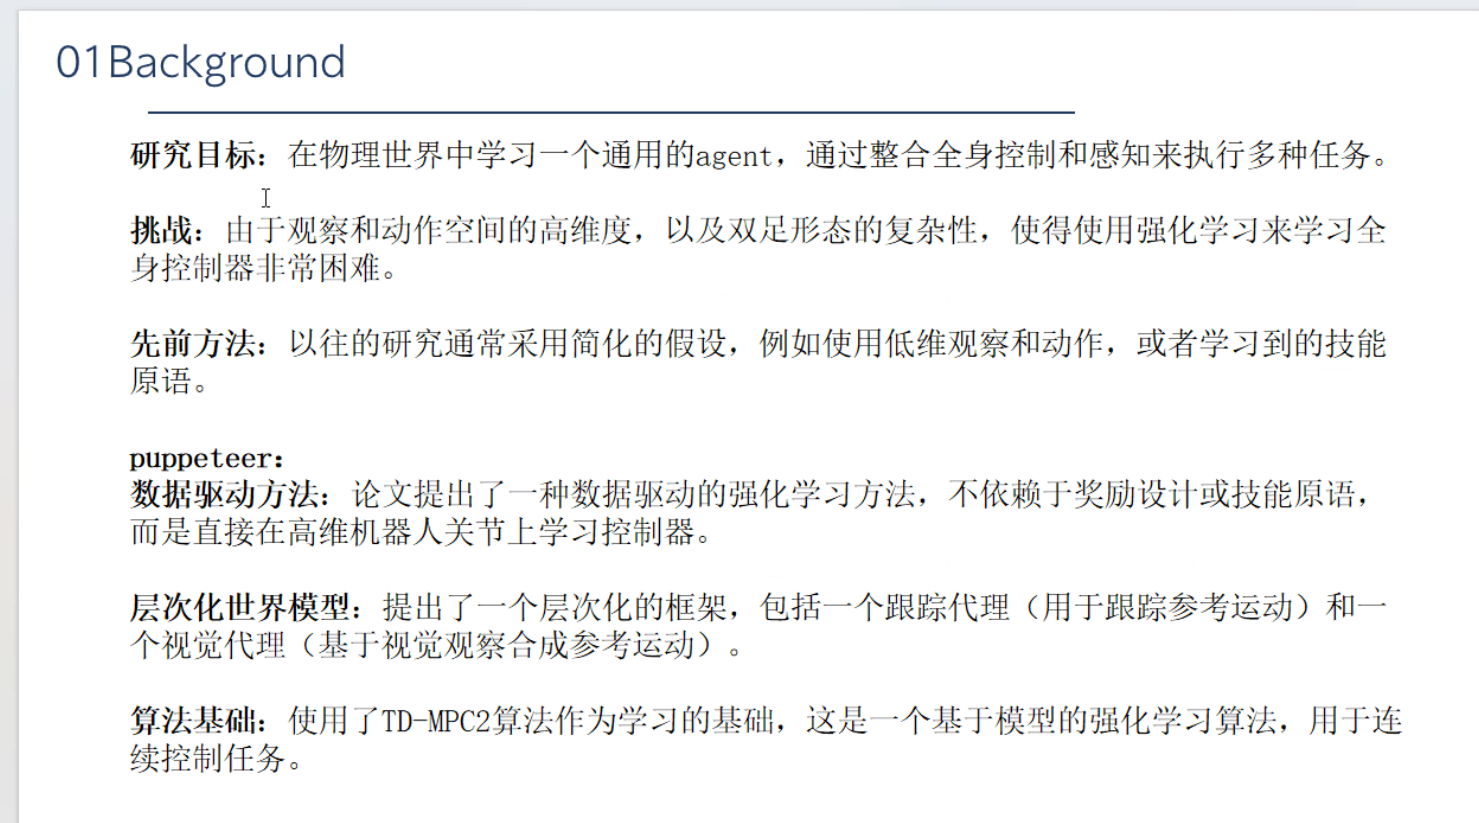 01Background
研究目标：在物理世界中学习一个通用的agent，通过整合全身控制和感知来执行多种任务。
挑战：由于观察和动作空间的高维度，以及双足形态的复杂性，使得使用强化学习来学习全
身控制器非常困难。
先前方法：以往的研究通常采用简化的假设，例如使用低维观察和动作，或者学习到的技能
原语。
puppeteer：
数据驱动方法：论文提出了一种数据驱动的强化学习方法，不依赖于奖励设计或技能原语，
而是直接在高维机器人关节上学习控制器。
层次化世界模型：提出了一个层次化的框架，包括一个跟踪代理（用于跟踪参考运动）和一
个视觉代理（基于视觉观察合成参考运动）。
算法基础：使用了TD-MPC2算法作为学习的基础，这是一个基于模型的强化学习算法，用于连
续控制任务。